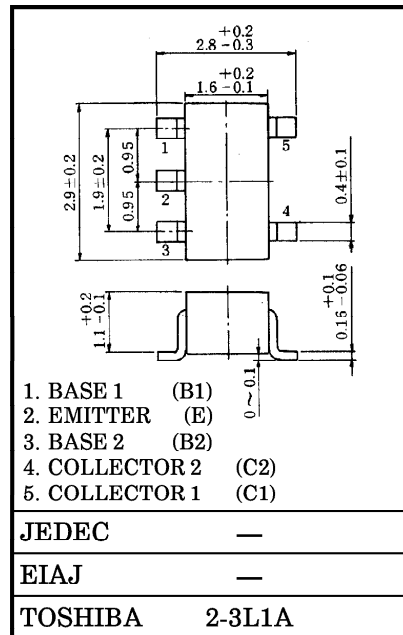 +0.2
2.8 -0.3
+0.2
1.6 -0.1
2.9±0.2
1.9±0.2
0.95
0.95
1
2
3
5
4
0.4±0.1
+0.2
1.1 -0.1
+0.1
0.16 -0.06
0 ~ 0.1
1. BASE 1 (B1)
2. EMITTER (E)
3. BASE 2 (B2)
4. COLLECTOR 2 (C2)
5. COLLECTOR 1 (C1)
JEDEC —
EIAJ —
TOSHIBA 2-3L1A